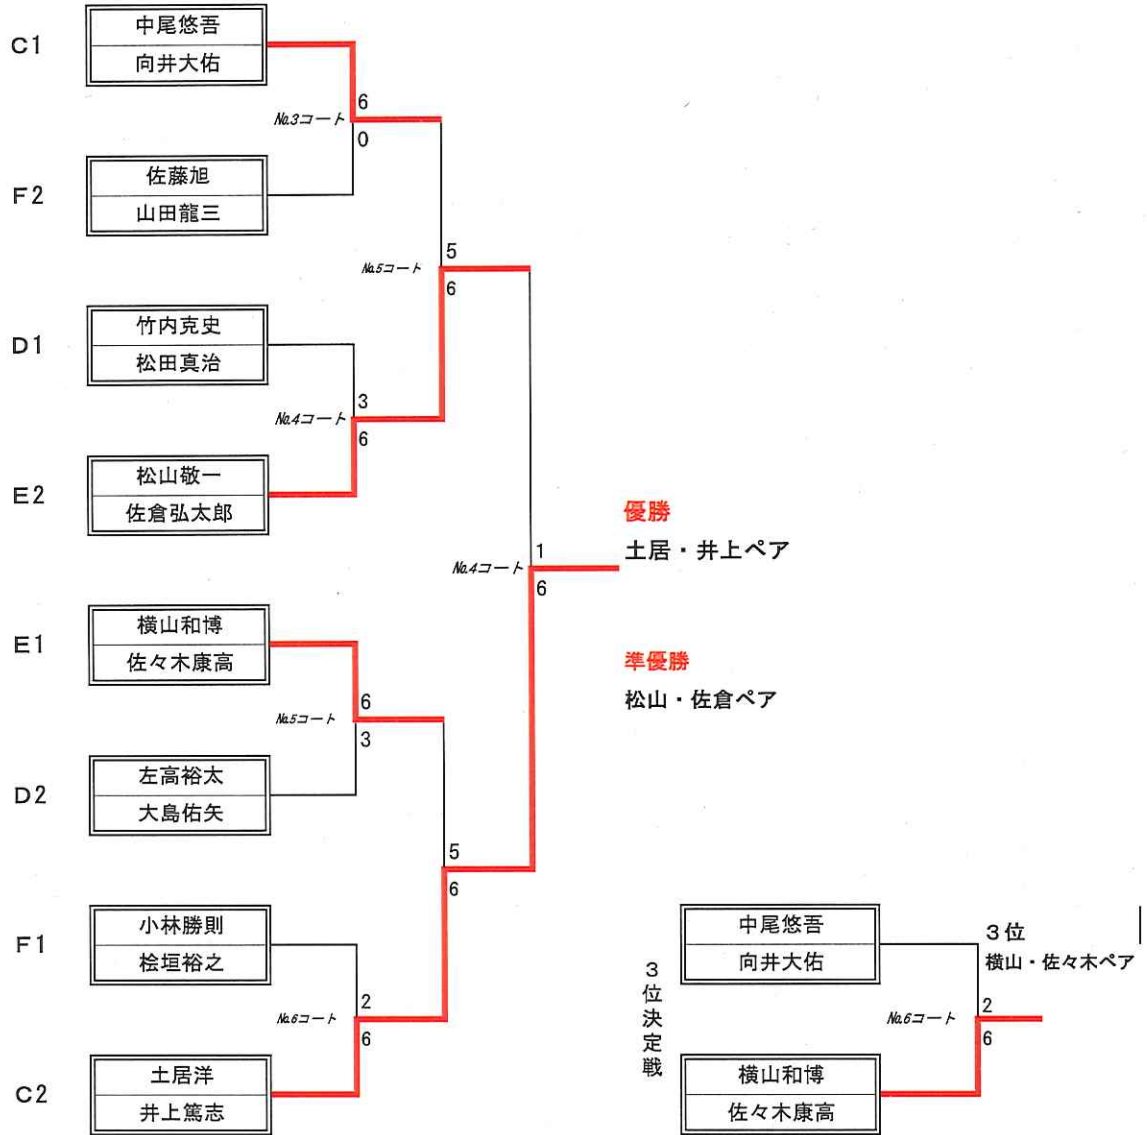 C1
中尾悠吾
向井大佑
6
No.3コート
0
F2
佐藤旭
山田龍三
5
No.5コート
6
D1
竹内克史
松田真治
3
No.4コート
6
E2
松山敬一
佐倉弘太郎
優勝
土居・井上ペア
1
No.4コート
6
準優勝
松山・佐倉ペア
E1
横山和博
佐々木康高
6
No.5コート
3
D2
左高裕太
大島佑矢
5
6
F1
小林勝則
桧垣裕之
2
No.6コート
6
C2
土居洋
井上篤志
3位決定戦
中尾悠吾
向井大佑
3位
横山・佐々木ペア
2
No.6コート
6
横山和博
佐々木康高